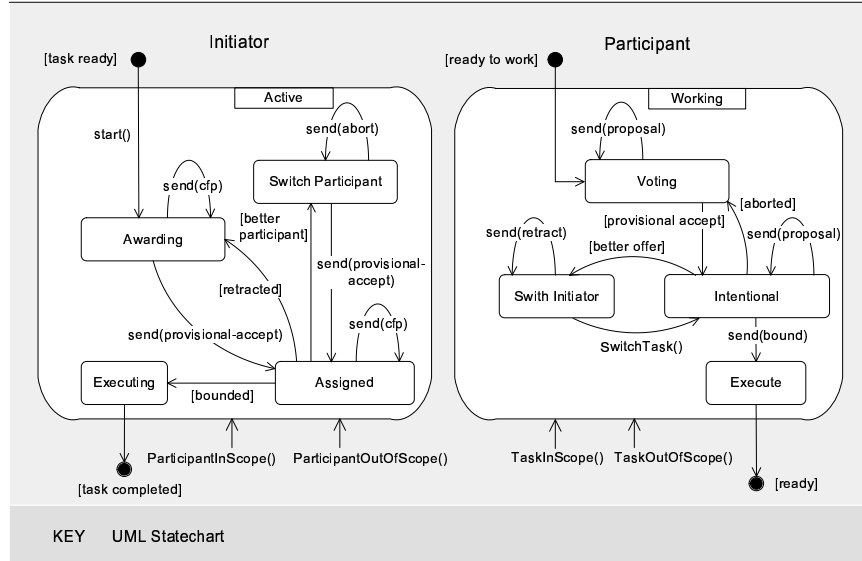 Initiator
[task ready]
Active
start()
send(abort)
Switch Participant
send(cfp)
Awarding
[better
participant]
[retracted]
send(provisional-
accept)
send(provisional-accept)
send(cfp)
Executing
[bounded]
Assigned
ParticipantInScope()
ParticipantOutOfScope()
[task completed]
Participant
[ready to work]
Working
send(proposal)
Voting
[provisional accept]
[aborted]
send(retract)
[better offer]
send(proposal)
Swith Initiator
Intentional
SwitchTask()
send(bound)
Execute
TaskInScope()
TaskOutOfScope()
[ready]
KEY UML Statechart